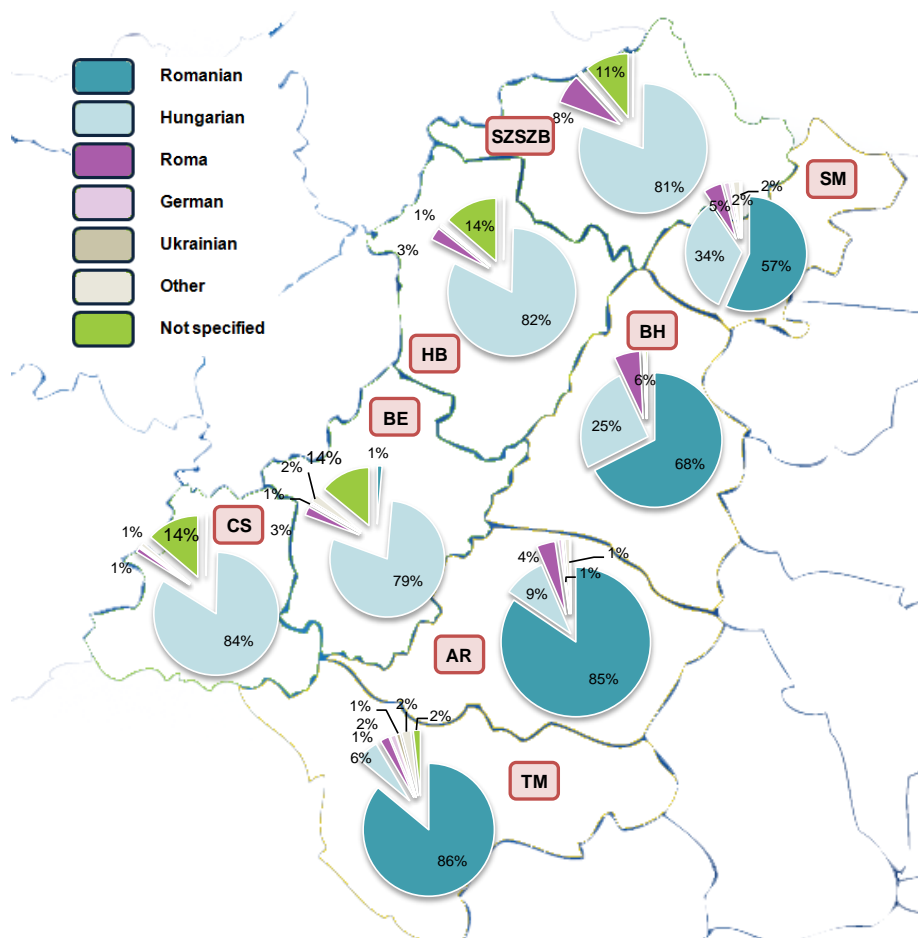 Romanian
Hungarian
Roma
German
Ukrainian
Other
Not specified
SZSZB
11%
8%
81%
SM
5%
2%
2%
34%
57%
HB
1%
3%
14%
82%
BH
6%
25%
68%
BE
3%
1%
2%
14%
1%
79%
CS
1%
1%
14%
84%
AR
4%
9%
1%
1%
85%
TM
6%
1%
2%
1%
2%
2%
86%